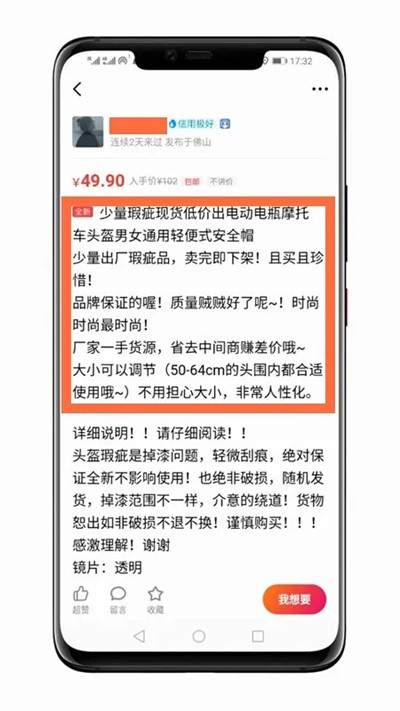 17:32
信用极好
连续2天来过 发布于佛山
¥49.90 入手价¥102 包邮 不讲价
全新 少量瑕疵现货低价出电动电瓶摩托
车头盔男女通用轻便式安全帽
少量出厂瑕疵品，卖完即下架！且买且珍
惜！
品牌保证的喔！质量贼贼好了呢~！时尚
时尚最时尚！
厂家一手货源，省去中间商赚差价哦~
大小可以调节（50-64cm的头围内都合适
使用哦~）不用担心大小，非常人性化。
详细说明！！请仔细阅读！！
头盔瑕疵是掉漆问题，轻微刮痕，绝对保
证全新不影响使用！也绝非破损，随机发
货，掉漆范围不一样，介意的绕道！货物
恕出如非破损不退不换！谨慎购买！！！
感激理解！谢谢
镜片：透明
超赞 留言 收藏 我想要